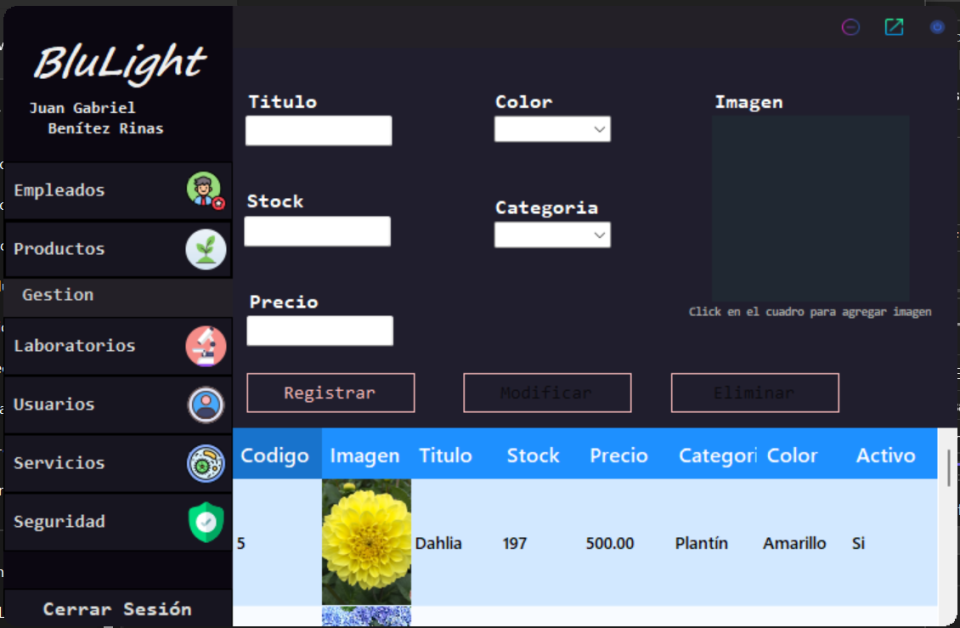 BluLight
Juan Gabriel
Benítez Rinas
Empleados
Productos
Gestion
Laboratorios
Usuarios
Servicios
Seguridad
Cerrar Sesión
Titulo
Color
Imagen
Stock
Categoria
Precio
Click en el cuadro para agregar imagen
Registrar
Modificar
Eliminar
Codigo Imagen Titulo Stock Precio Categori Color Activo
5 Dahlia 197 500.00 Plantín Amarillo Si